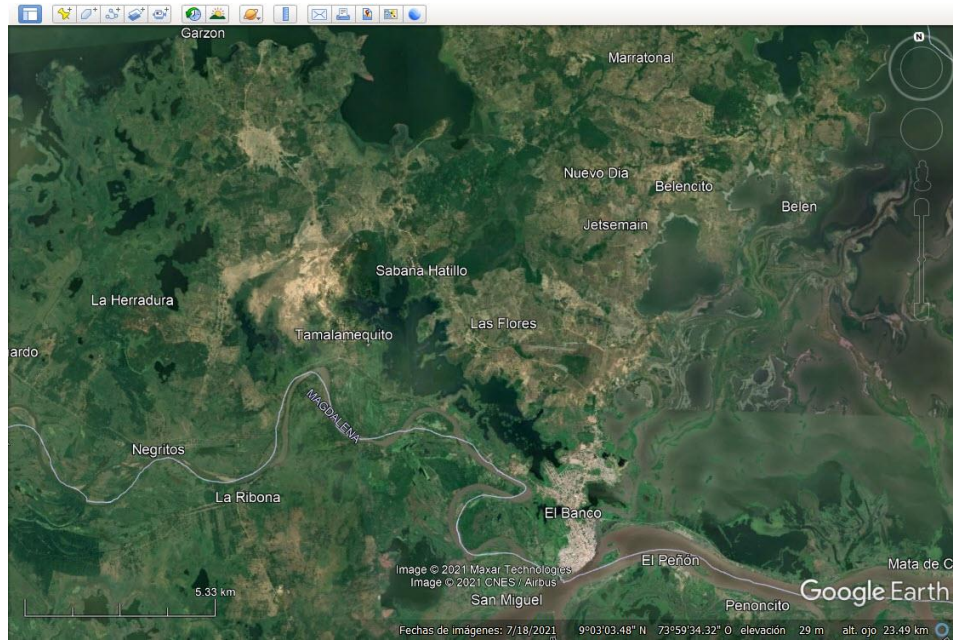 Garzon
Marratonal
N
Nuevo Dia
Belencito
Belen
Jetsemain
Sabana Hatillo
La Herradura
Las Flores
Tamalamequito
ardo
MAGDALENA
Negritos
La Ribona
El Banco
El Peñón
Mata de C
Image © 2021 Maxar Technologies
Image © 2021 CNES / Airbus
5.33 km
San Miguel
Penoncito
Google Earth
Fechas de imágenes: 7/18/2021 9°03'03.48" N 73°59'34.32" O elevación 29 m alt. ojo 23.49 km